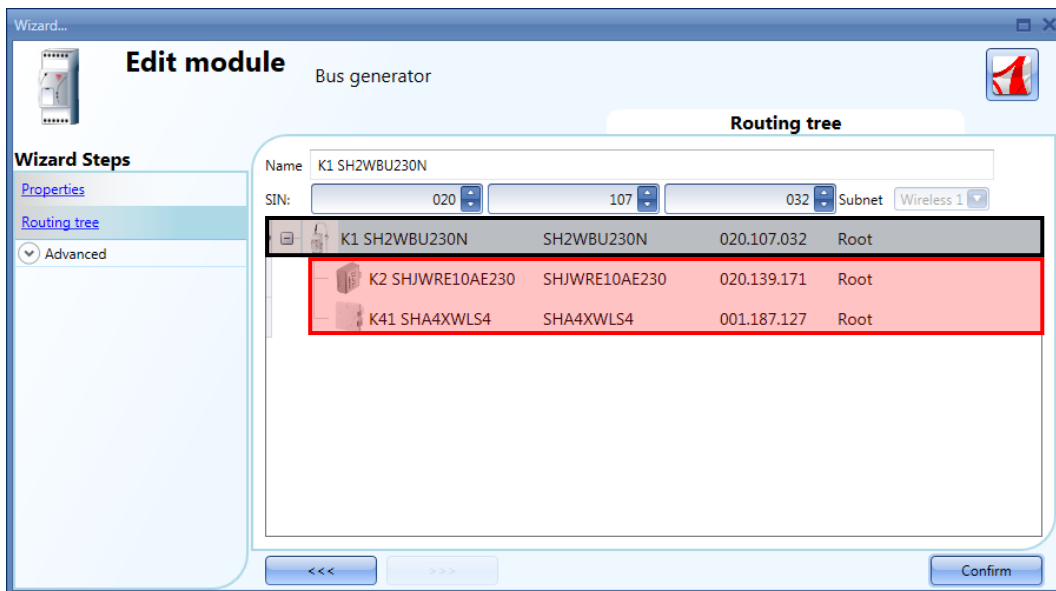 Wizard...
Edit module
Bus generator
Routing tree
Wizard Steps
Properties
Routing tree
Advanced
Name K1 SH2WBU230N
SIN: 020 107 032 Subnet Wireless 1
K1 SH2WBU230N SH2WBU230N 020.107.032 Root
K2 SHJWRE10AE230 SHJWRE10AE230 020.139.171 Root
K41 SHA4XWLS4 SHA4XWLS4 001.187.127 Root
<<< >>> Confirm